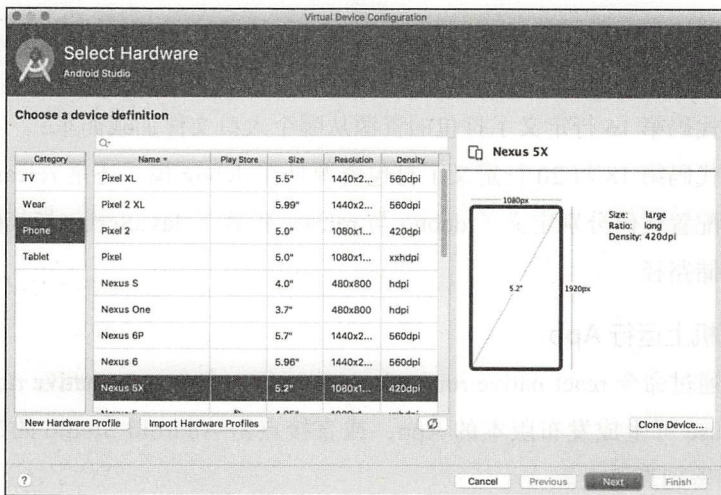 Virtual Device Configuration
Select Hardware
Android Studio
Choose a device definition
Category
TV
Wear
Phone
Tablet
Name Play Store Size Resolution Density
Pixel XL 5.5" 1440x2... 560dpi
Pixel 2 XL 5.99" 1440x2... 560dpi
Pixel 2 5.0" 1080x1... 420dpi
Pixel 5.0" 1080x1... xxhdpi
Nexus S 4.0" 480x800 hdpi
Nexus One 3.7" 480x800 hdpi
Nexus 6P 5.7" 1440x2... 560dpi
Nexus 6 5.96" 1440x2... 560dpi
Nexus 5X 5.2" 1080x1... 420dpi
New Hardware Profile Import Hardware Profiles
Nexus 5X
1080px
5.2"
1920px
Size: large
Ratio: long
Density: 420dpi
Clone Device...
? Cancel Previous Next Finish